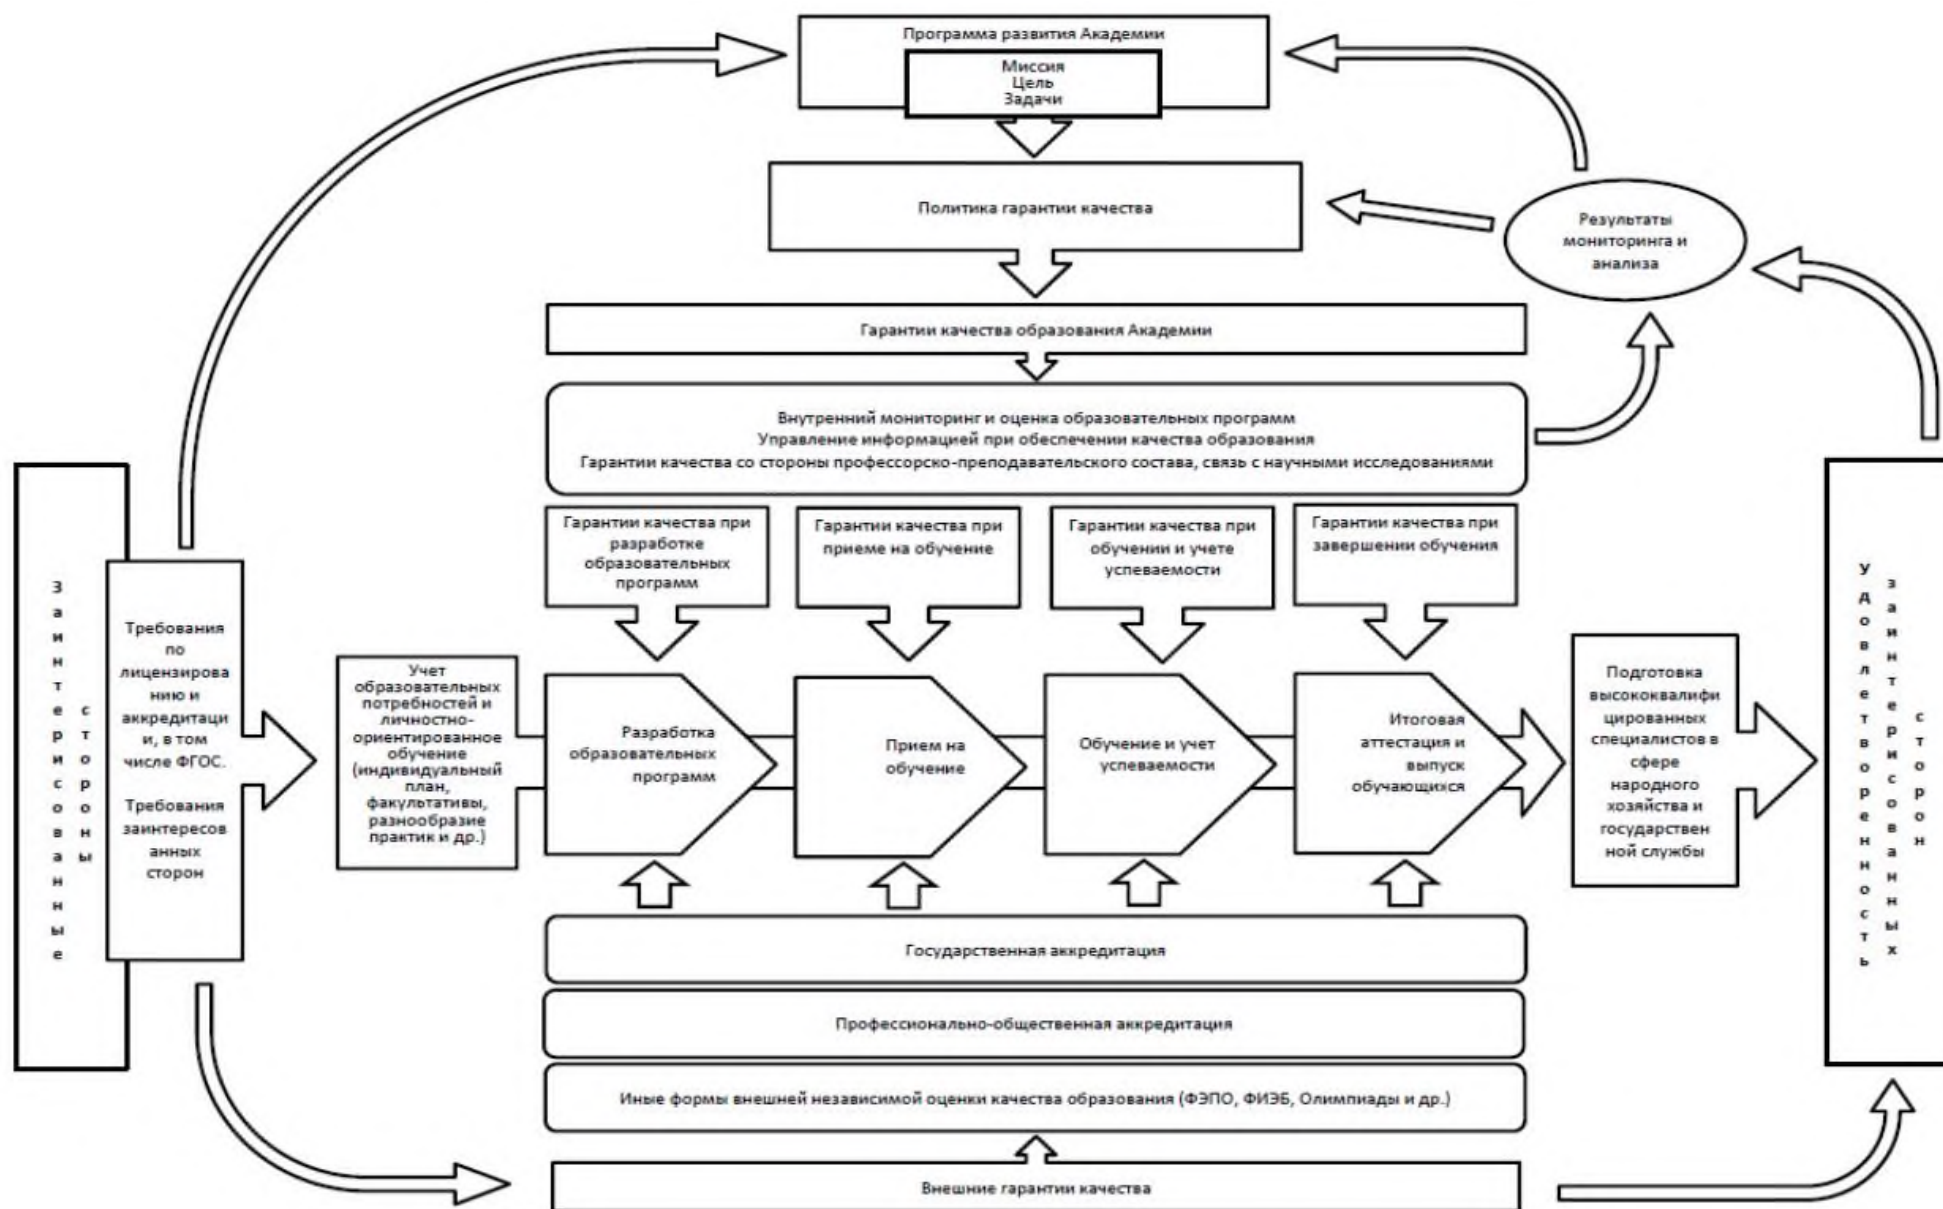 Программа развития Академии
Миссия
Цель
Задачи
Политика гарантии качества
Результаты
мониторинга и
анализа
Гарантии качества образования Академии
Внутренний мониторинг и оценка образовательных программ
Управление информацией при обеспечении качества образования
Гарантии качества со стороны профессорско-преподавательского состава, связь с научными исследованиями
Гарантии качества при
разработке
образовательных
программ
Гарантии качества при
приеме на обучение
Гарантии качества при
обучении и учете
успеваемости
Гарантии качества при
завершении обучения
Заинтересованные
стороны
Требования
по
лицензирова
нию и
аккредитаци
и, в том
числе ФГОС.
Требования
заинтересов
анных
сторон
Учет
образовательных
потребностей и
личностно-
ориентированное
обучение
(индивидуальный
план,
факультативы,
разнообразие
практик и др.)
Разработка
образовательных
программ
Прием на
обучение
Обучение и учет
успеваемости
Итоговая
аттестация и
выпуск
обучающихся
Подготовка
высококвалифи
цированных
специалистов в
сфере
народного
хозяйства и
государствен
ной службы
Удовлетворенность
заинтерисованных
сторон
Государственная аккредитация
Профессионально-общественная аккредитация
Иные формы внешней независимой оценки качества образования (ФЭПО, ФИЭБ, Олимпиады и др.)
Внешние гарантии качества